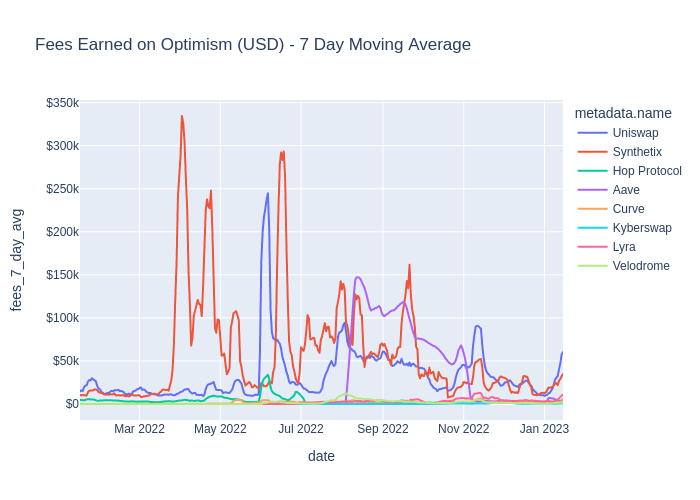 Fees Earned on Optimism (USD) - 7 Day Moving Average
metadata.name
Uniswap
Synthetix
Hop Protocol
Aave
Curve
Kyberswap
Lyra
Velodrome
fees_7_day_avg
$350k
$300k
$250k
$200k
$150k
$100k
$50k
$0
Mar 2022
May 2022
Jul 2022
Sep 2022
Nov 2022
Jan 2023
date